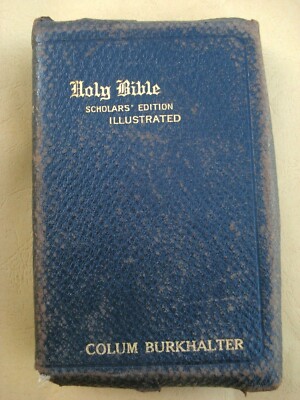 Holy Bible
SCHOLARS' EDITION
ILLUSTRATED
COLUM BURKHALTER